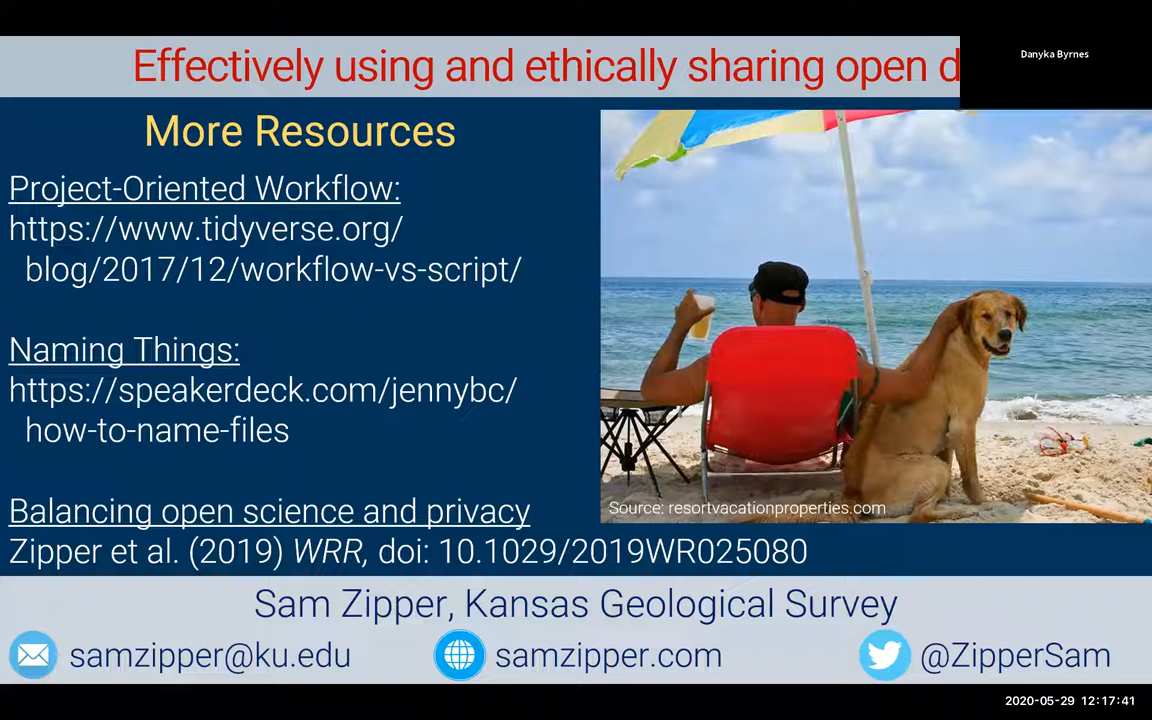 Effectively using and ethically sharing open d
Danyka Byrnes
More Resources
Project-Oriented Workflow:
https://www.tidyverse.org/
blog/2017/12/workflow-vs-script/
Naming Things:
https://speakerdeck.com/jennybc/
how-to-name-files
Balancing open science and privacy
Zipper et al. (2019) WRR, doi: 10.1029/2019WR025080
Source: resortvacationproperties.com
Sam Zipper, Kansas Geological Survey
samzipper@ku.edu
samzipper.com
@ZipperSam
2020-05-29 12:17:41